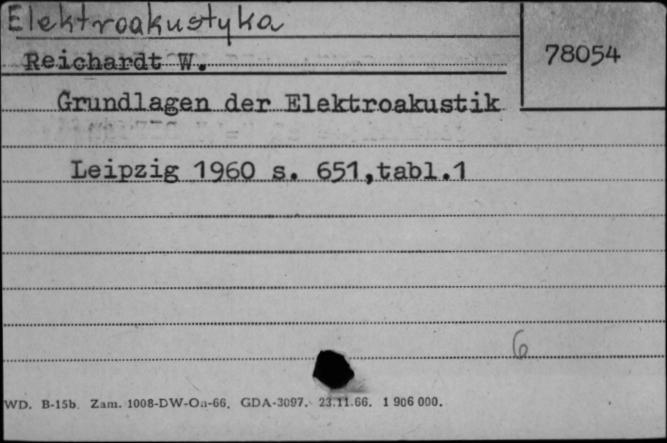 Elektroakustyka
78054
Reichardt W.
Grundlagen der Elektroakustik
Leipzig 1960 s. 651,tabl.1
6
WD. B-15b. Zam. 1008-DW-On-66. GDA-3097. 23.11.66. 1 906 000.